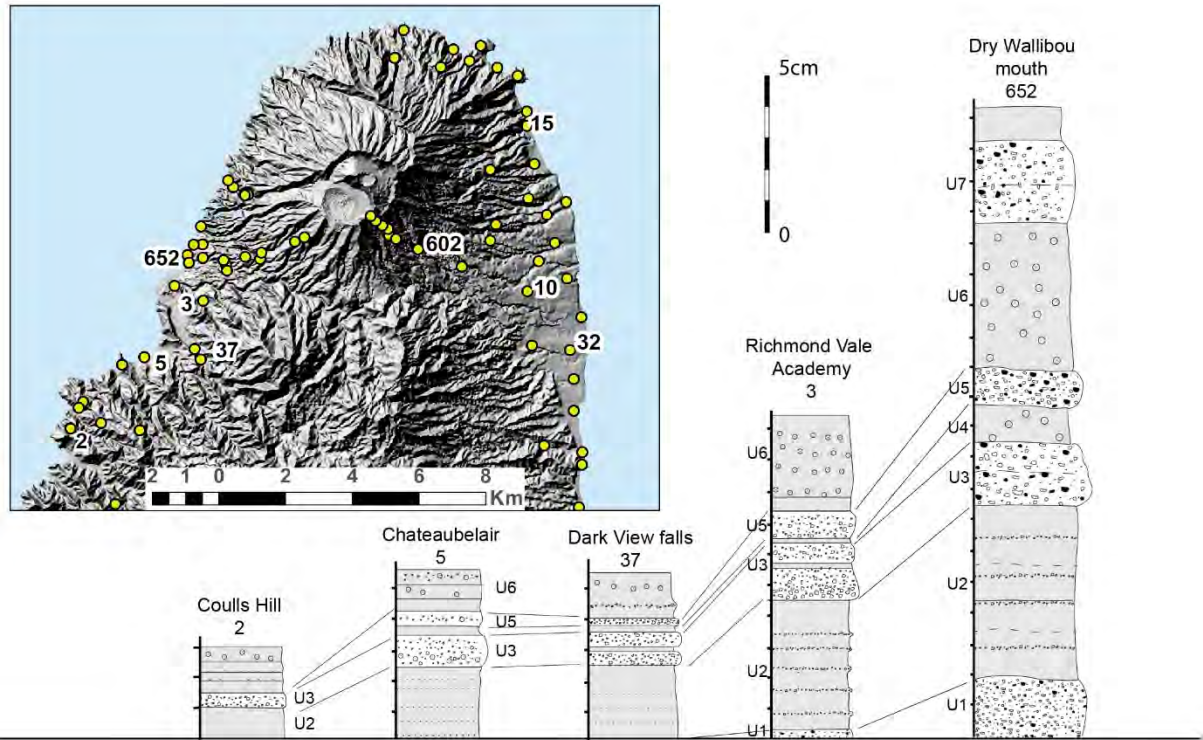 15
602
652
3
10
37
5
32
2
2 0 2 4 6 8
Km
5cm
0
Dry Wallibou
mouth
652
U7
U6
U5
U4
U3
U2
U1
Richmond Vale
Academy
3
U6
U5
U3
U2
U1
Dark View falls
37
Chateaubelair
5
U6
U5
U3
Coulls Hill
2
U3
U2